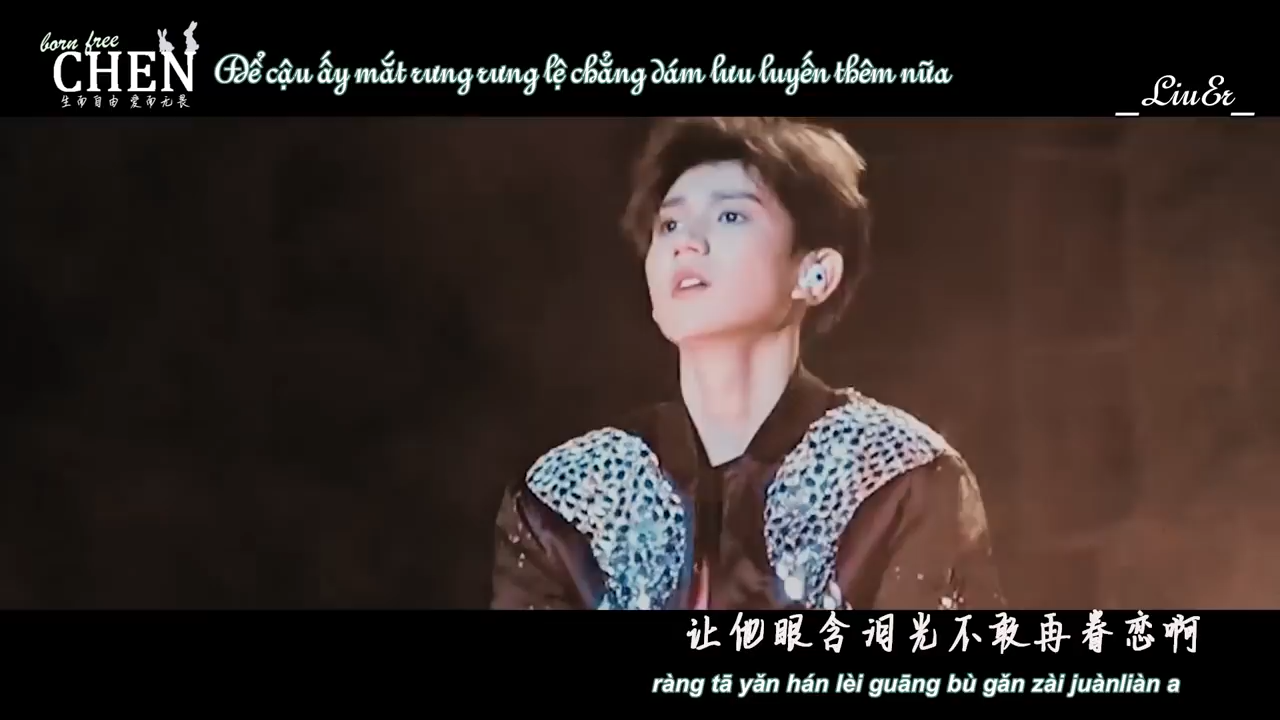 born free
CHEN
生而自由 爱而无畏
Để cậu ấy mắt rưng rưng lệ chẳng dám lưu luyến thêm nữa
_LiuEr_
让他眼含泪光不敢再眷恋啊
ràng tā yǎn hán lèi guāng bù gǎn zài juànliàn a